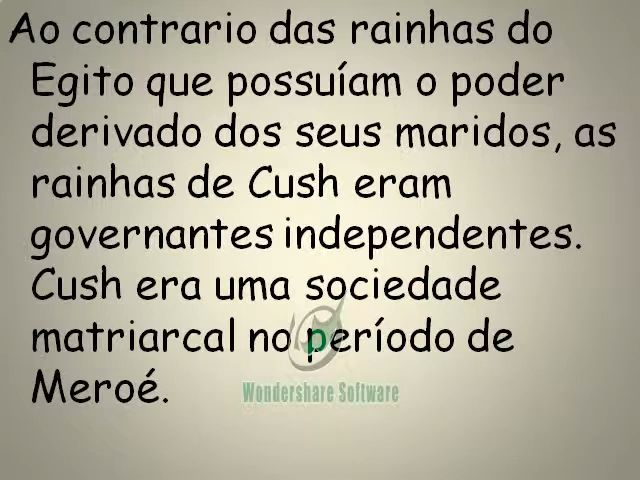 Ao contrario das rainhas do
Egito que possuíam o poder
derivado dos seus maridos, as
rainhas de Cush eram
governantes independentes.
Cush era uma sociedade
matriarcal no período de
Meroé.
Wondershare Software